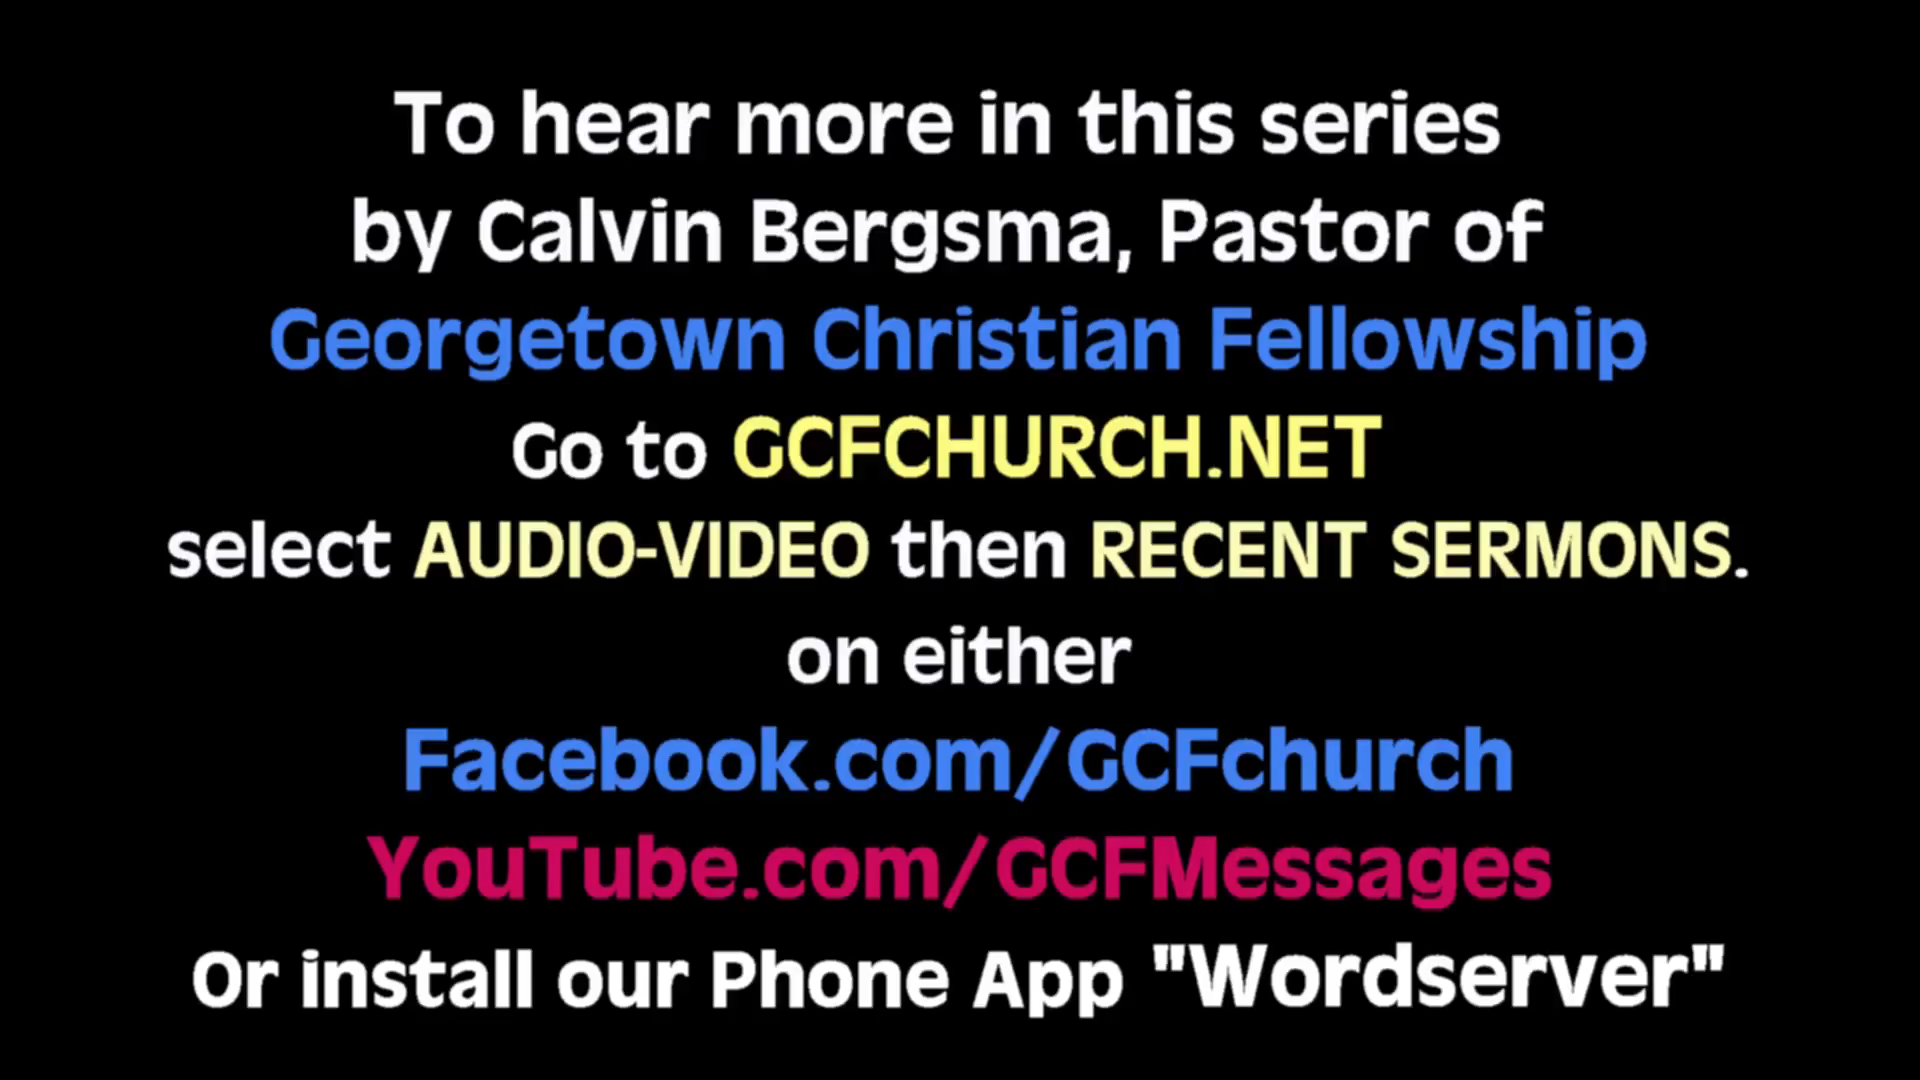 To hear more in this series
by Calvin Bergsma, Pastor of
Georgetown Christian Fellowship
Go to GCFCHURCH.NET
select AUDIO-VIDEO then RECENT SERMONS.
on either
Facebook.com/GCFchurch
YouTube.com/GCFMessages
Or install our Phone App "Wordserver"